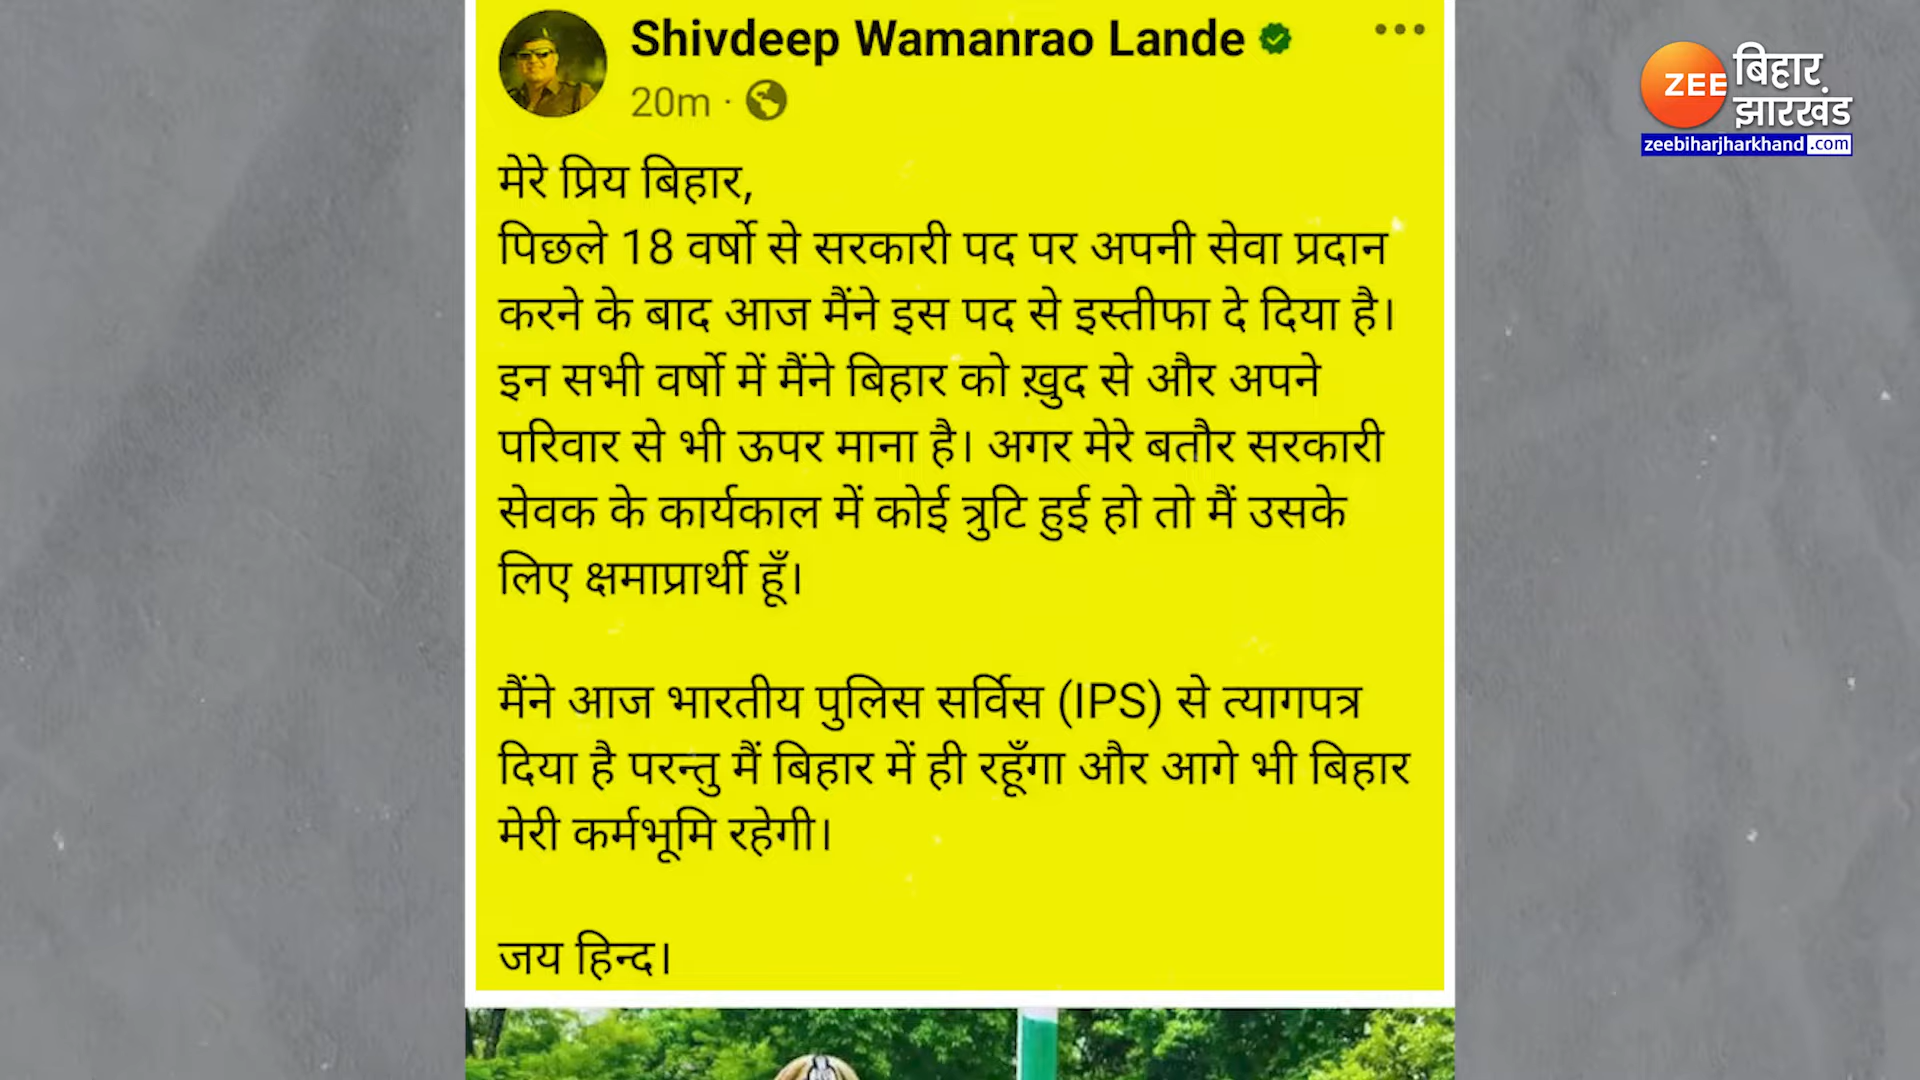 Shivdeep Wamanrao Lande
20m ·
मेरे प्रिय बिहार,
पिछले 18 वर्षो से सरकारी पद पर अपनी सेवा प्रदान
करने के बाद आज मैंने इस पद से इस्तीफा दे दिया है।
इन सभी वर्षो में मैंने बिहार को ख़ुद से और अपने
परिवार से भी ऊपर माना है। अगर मेरे बतौर सरकारी
सेवक के कार्यकाल में कोई त्रुटि हुई हो तो मैं उसके
लिए क्षमाप्रार्थी हूँ।
मैंने आज भारतीय पुलिस सर्विस (IPS) से त्यागपत्र
दिया है परन्तु मैं बिहार में ही रहूँगा और आगे भी बिहार
मेरी कर्मभूमि रहेगी।
जय हिन्द।
ZEE बिहार
झारखंड
zeebiharjharkhand.com